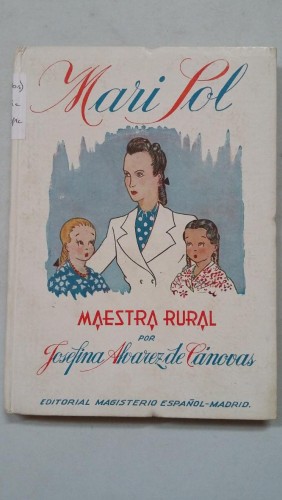 Mari Sol
MAESTRA RURAL
POR
Josefina Alvarez de Cánovas
EDITORIAL MAGISTERIO ESPAÑOL-MADRID.